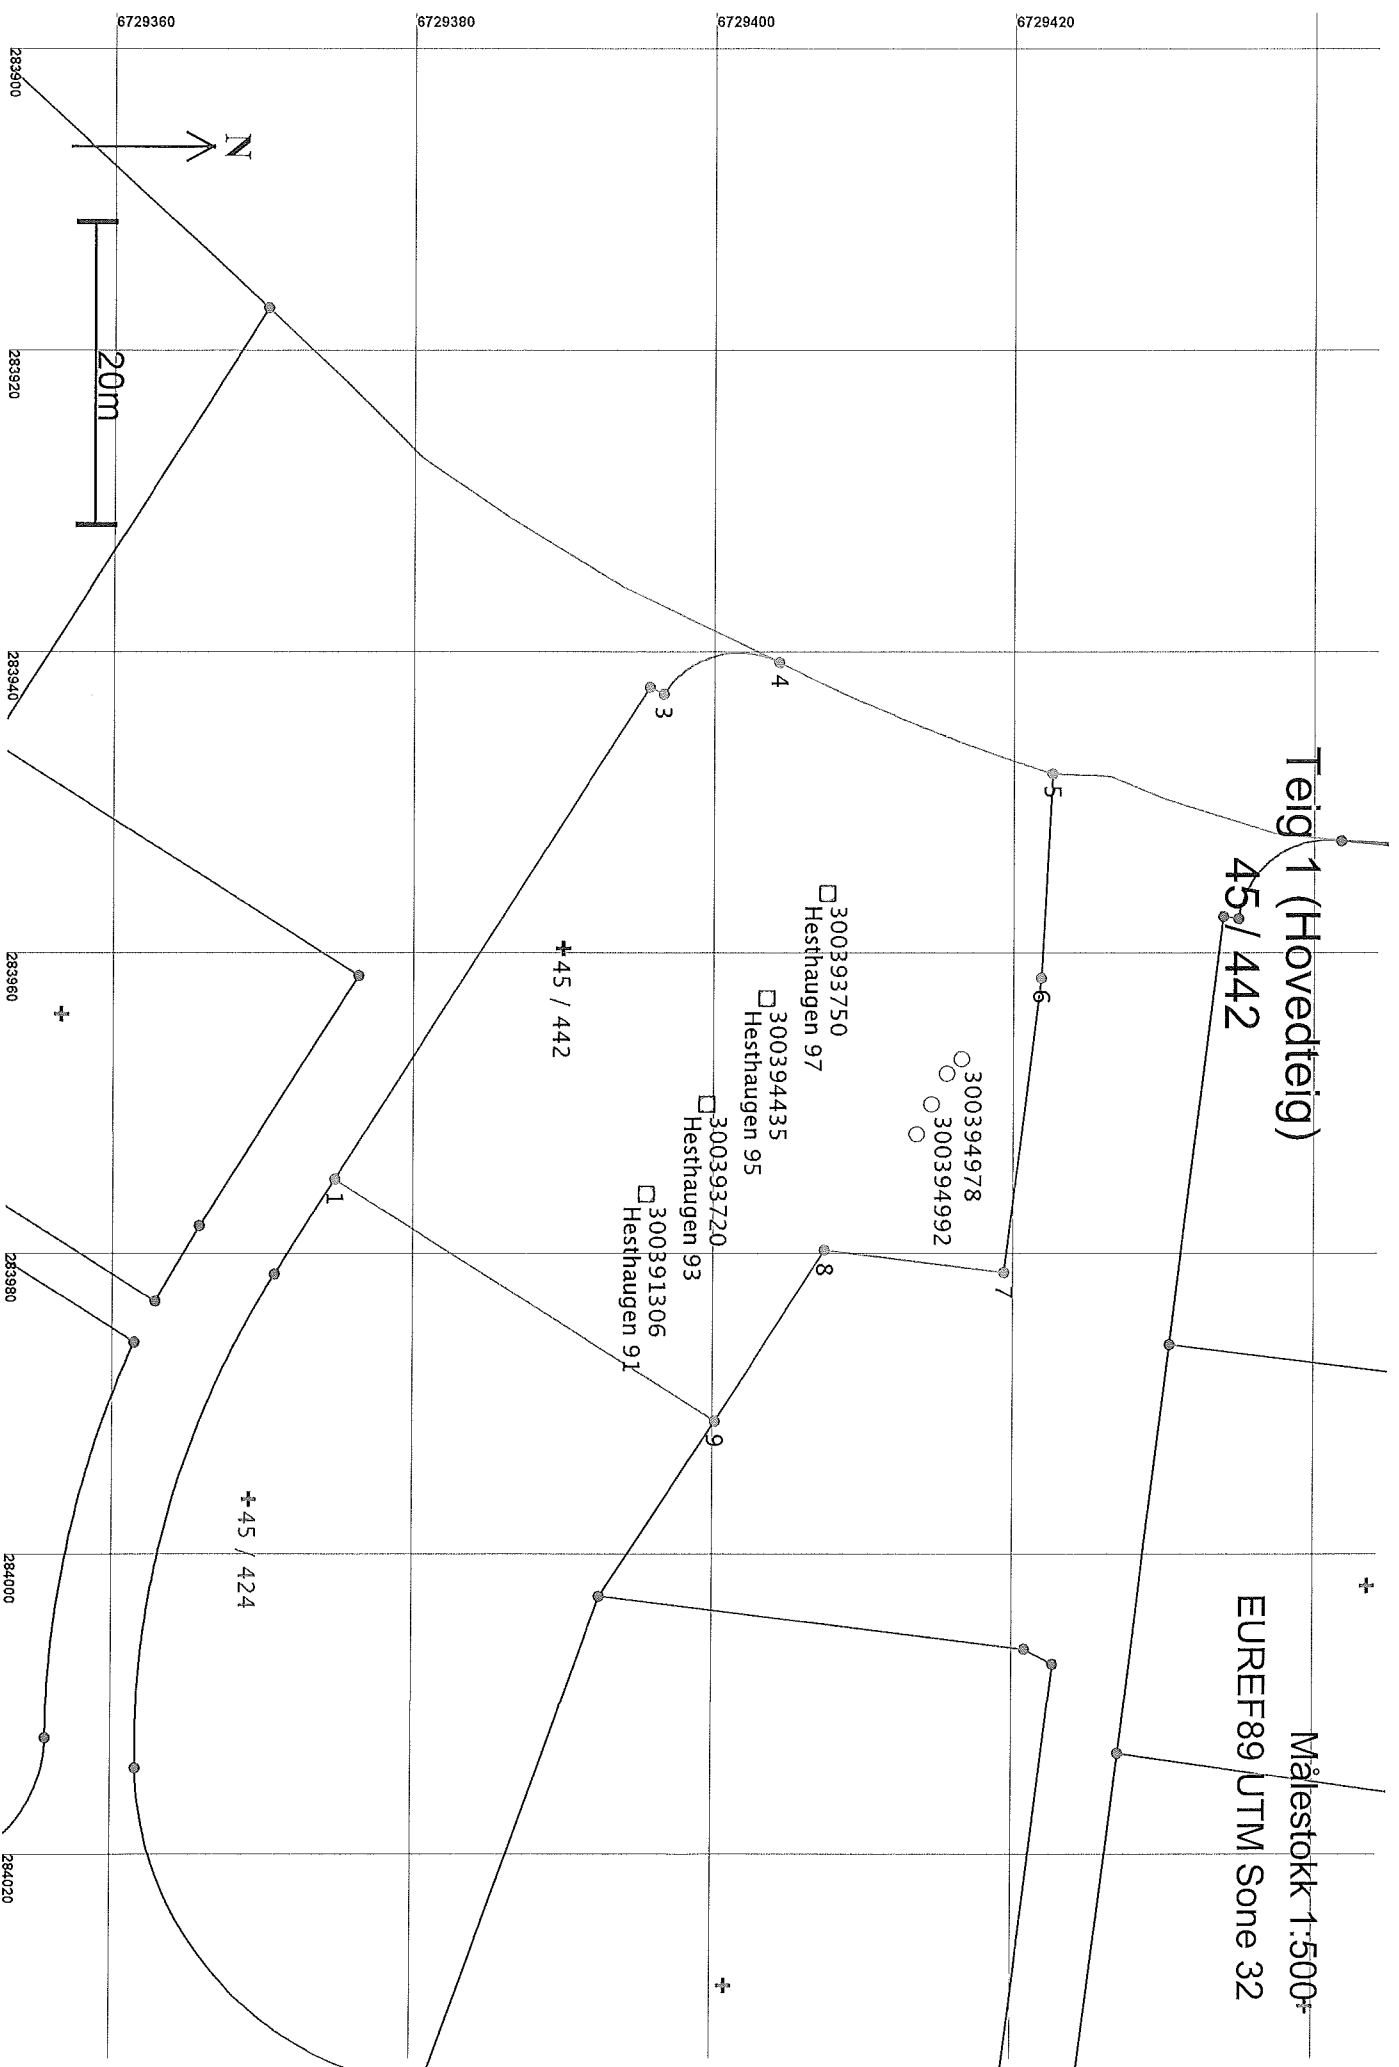 Teig 1 (Hovedteig)
45 / 442
Målestokk 1:500
EUREF89 UTM Sone 32
6729360
6729380
6729400
6729420
283900
283920
283940
283960
283980
284000
284020
N
20m
4
3
5
6
300393750
Hesthaugen 97
300394435
Hesthaugen 95
300393720
Hesthaugen 93
300391306
Hesthaugen 91
300394978
300394992
45 / 442
1
8
7
9
45 / 424